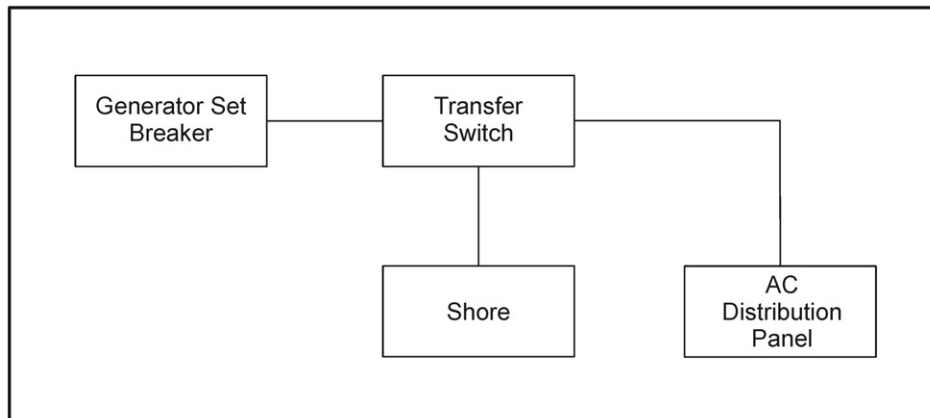 Generator Set
Breaker
Transfer
Switch
Shore
AC
Distribution
Panel